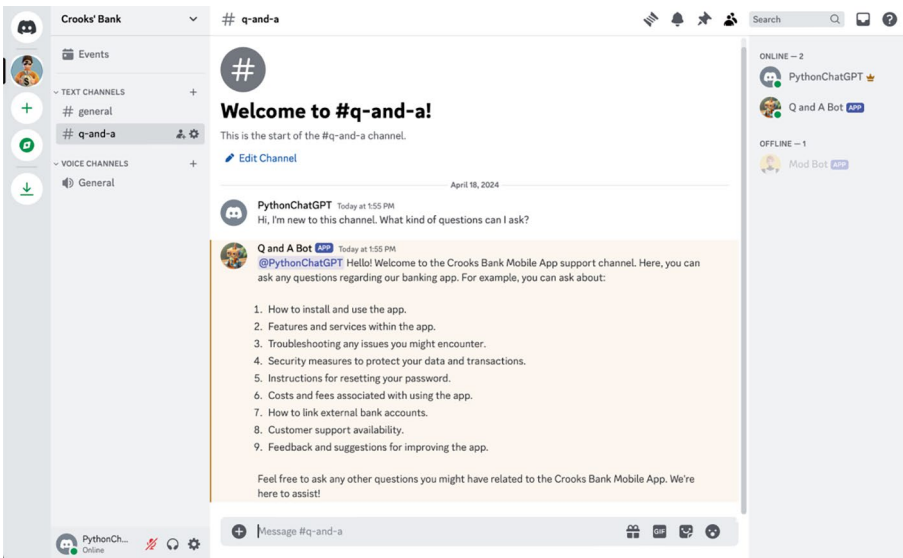 Crooks' Bank
# q-and-a
Search
Events
TEXT CHANNELS
# general
# q-and-a
VOICE CHANNELS
General
PythonCh...
Online
#
Welcome to #q-and-a!
This is the start of the #q-and-a channel.
Edit Channel
April 18, 2024
PythonChatGPT Today at 1:55 PM
Hi, I'm new to this channel. What kind of questions can I ask?
Q and A Bot APP Today at 1:55 PM
@PythonChatGPT Hello! Welcome to the Crooks Bank Mobile App support channel. Here, you can
ask any questions regarding our banking app. For example, you can ask about:
1. How to install and use the app.
2. Features and services within the app.
3. Troubleshooting any issues you might encounter.
4. Security measures to protect your data and transactions.
5. Instructions for resetting your password.
6. Costs and fees associated with using the app.
7. How to link external bank accounts.
8. Customer support availability.
9. Feedback and suggestions for improving the app.
Feel free to ask any other questions you might have related to the Crooks Bank Mobile App. We're
here to assist!
Message #q-and-a
GIF
ONLINE — 2
PythonChatGPT
Q and A Bot APP
OFFLINE — 1
Mod Bot APP